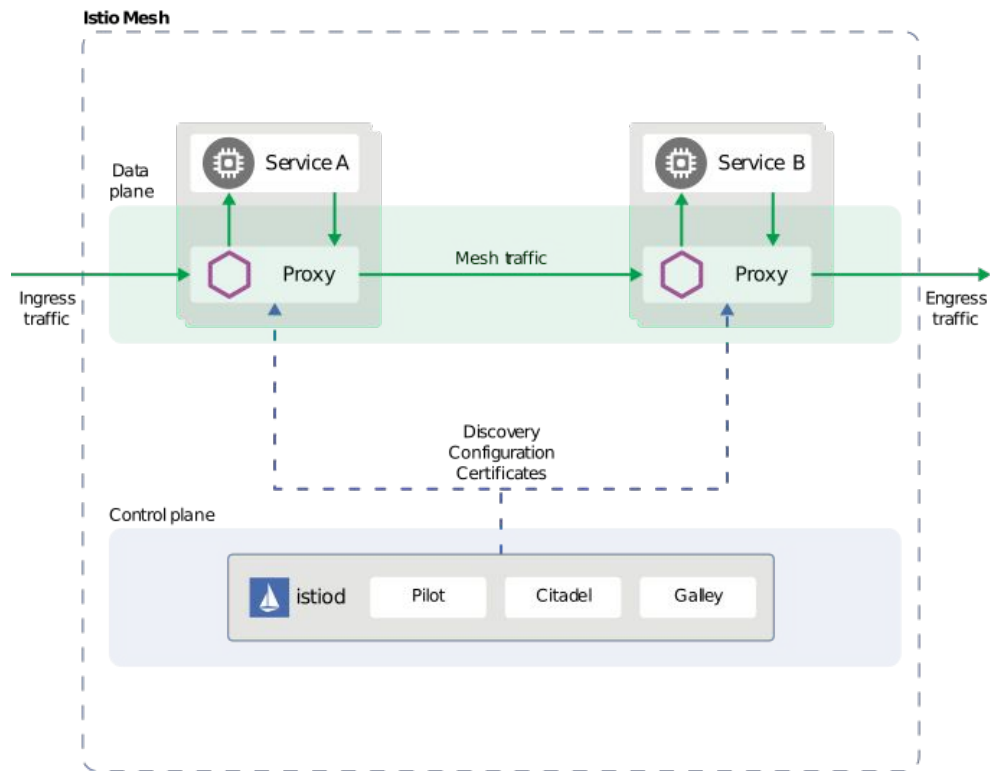 Istio Mesh
Data
plane
Service A
Service B
Proxy
Mesh traffic
Proxy
Ingress
traffic
Engress
traffic
Discovery
Configuration
Certificates
Control plane
istiod
Pilot
Citadel
Galley